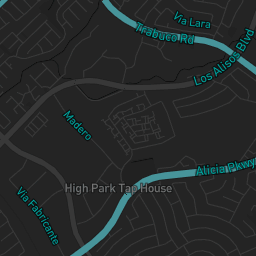 Via Lara
Trabuco Rd
Los Alisos Blvd
Madero
Alicia Pkwy
High Park Tap House
Via Fabricante